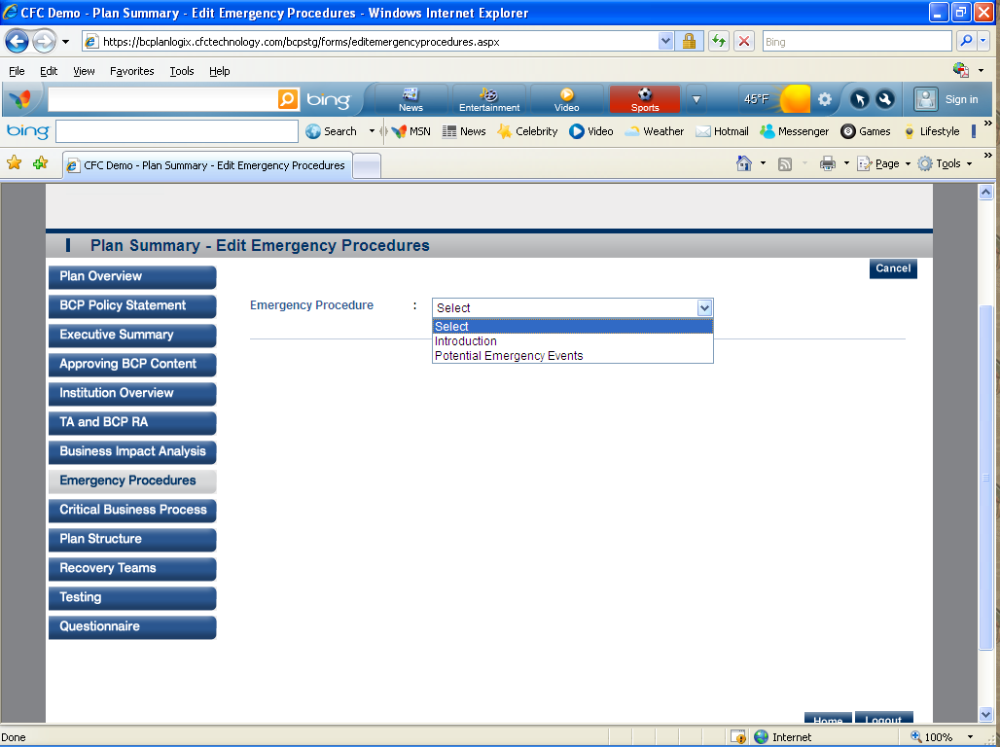 CFC Demo - Plan Summary - Edit Emergency Procedures - Windows Internet Explorer
https://bcplanlogix.cfctechnology.com/bcpstg/forms/editemergencyprocedures.aspx
Bing
File Edit View Favorites Tools Help
bing News Entertainment Video Sports 45°F Sign in
bing Search MSN News Celebrity Video Weather Hotmail Messenger Games Lifestyle
CFC Demo - Plan Summary - Edit Emergency Procedures
Page Tools
Plan Summary - Edit Emergency Procedures
Cancel
Plan Overview
BCP Policy Statement
Executive Summary
Approving BCP Content
Institution Overview
TA and BCP RA
Business Impact Analysis
Emergency Procedures
Critical Business Process
Plan Structure
Recovery Teams
Testing
Questionnaire
Emergency Procedure : Select
Select
Introduction
Potential Emergency Events
Home Logout
Done Internet 100%